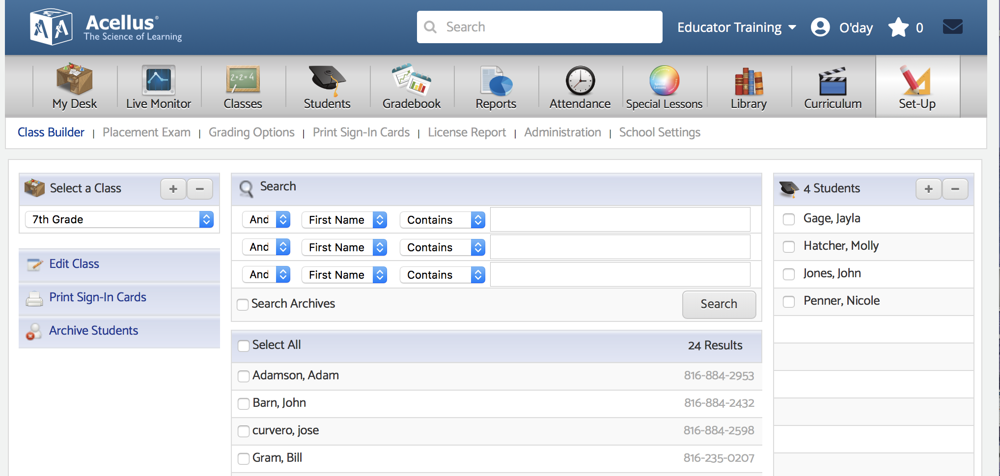 Acellus®
The Science of Learning
Search
Educator Training
O'day
0
My Desk
Live Monitor
2+2=4
Classes
Students
Gradebook
Reports
Attendance
Special Lessons
Special Lessons
Library
Curriculum
Set-Up
Class Builder | Placement Exam | Grading Options | Print Sign-In Cards | License Report | Administration | School Settings
Select a Class
+ −
7th Grade
Edit Class
Print Sign-In Cards
Archive Students
Search
And First Name Contains
And First Name Contains
And First Name Contains
Search Archives
Search
Select All 24 Results
Adamson, Adam 816-884-2953
Barn, John 816-884-2432
curvero, jose 816-884-2598
Gram, Bill 816-235-0207
4 Students
+ −
Gage, Jayla
Hatcher, Molly
Jones, John
Penner, Nicole